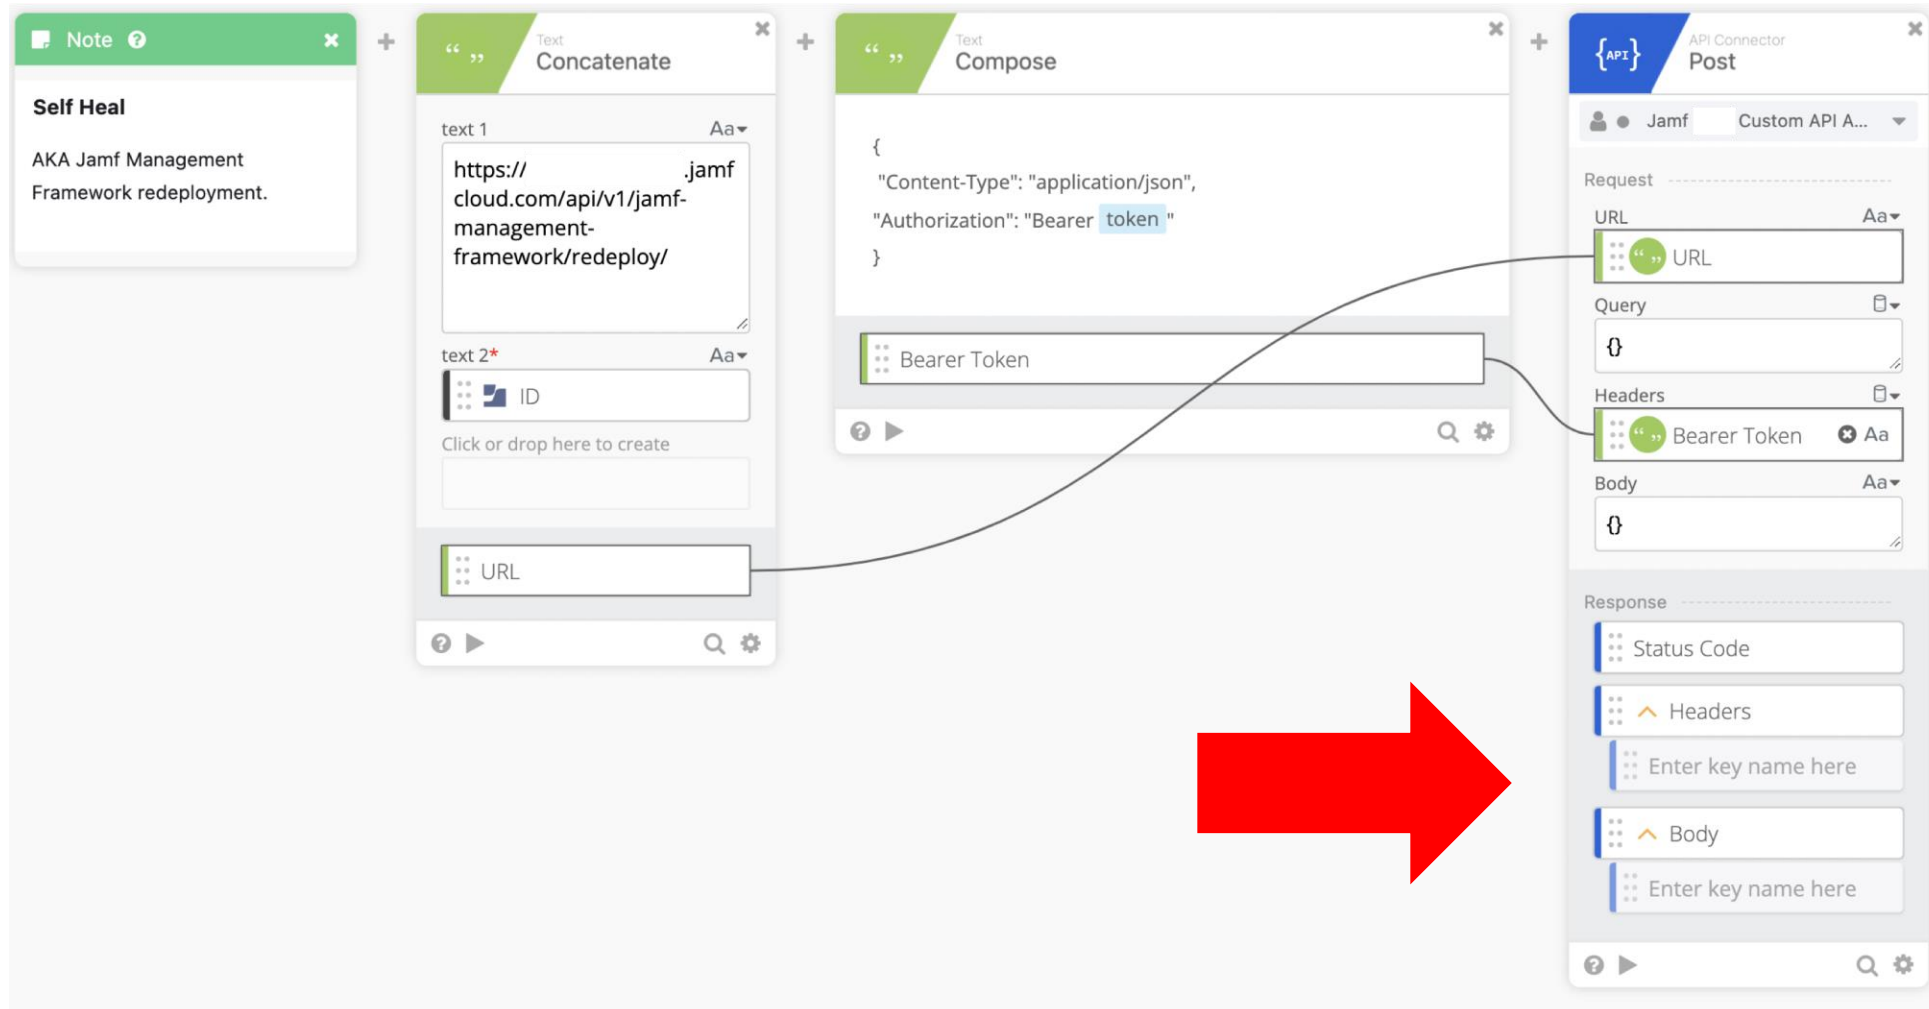 Note
Self Heal
AKA Jamf Management
Framework redeployment.
“ „
Text
Concatenate
text 1
Aa
https:// .jamf
cloud.com/api/v1/jamf-
management-
framework/redeploy/
text 2*
Aa
ID
Click or drop here to create
URL
“ „
Text
Compose
{
"Content-Type": "application/json",
"Authorization": "Bearer token "
}
Bearer Token
{API}
API Connector
Post
Jamf Custom API A...
Request
URL
Aa
“ „ URL
Query
{}
Headers
“ „ Bearer Token Aa
Body
Aa
{}
Response
Status Code
Headers
Enter key name here
Body
Enter key name here